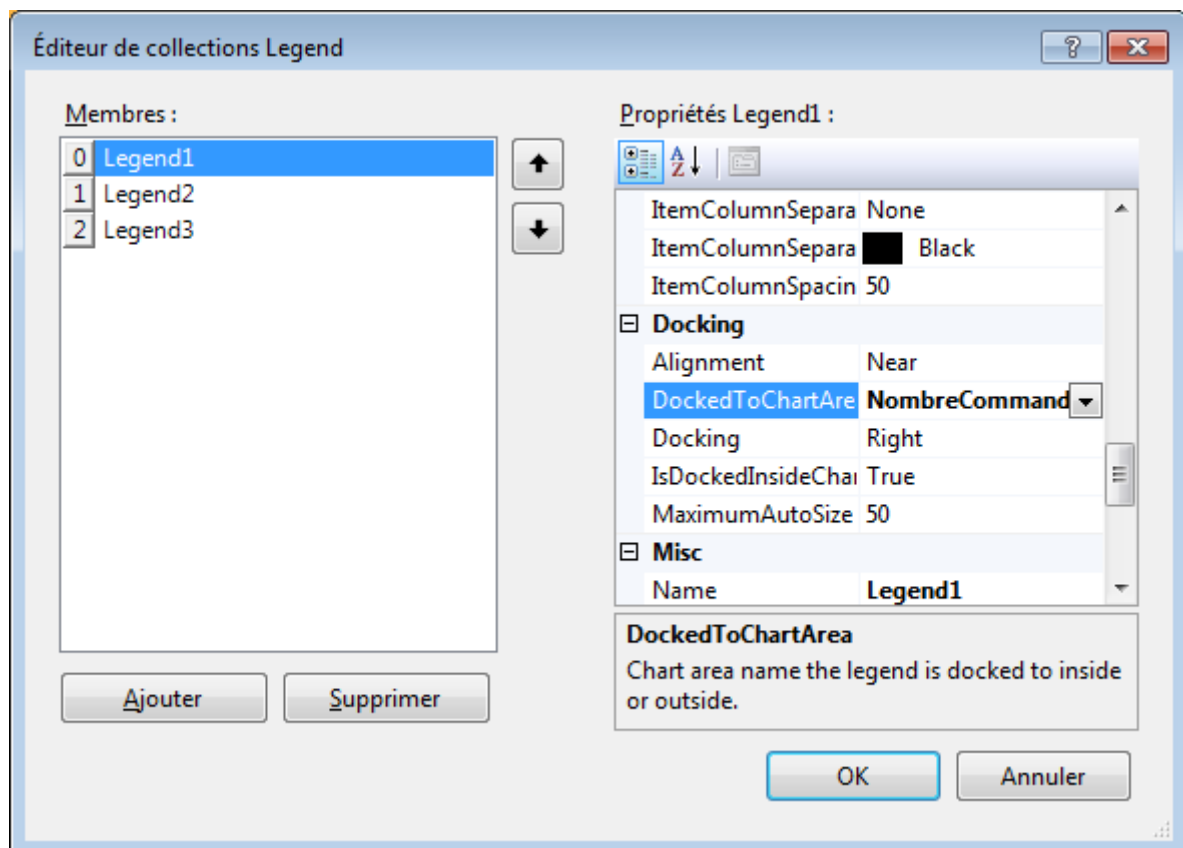 Éditeur de collections Legend
Membres :
0 Legend1
1 Legend2
2 Legend3
Ajouter
Supprimer
Propriétés Legend1 :
ItemColumnSepara None
ItemColumnSepara Black
ItemColumnSpacin 50
Docking
Alignment Near
DockedToChartAre NombreCommand
Docking Right
IsDockedInsideChar True
MaximumAutoSize 50
Misc
Name Legend1
DockedToChartArea
Chart area name the legend is docked to inside
or outside.
OK
Annuler